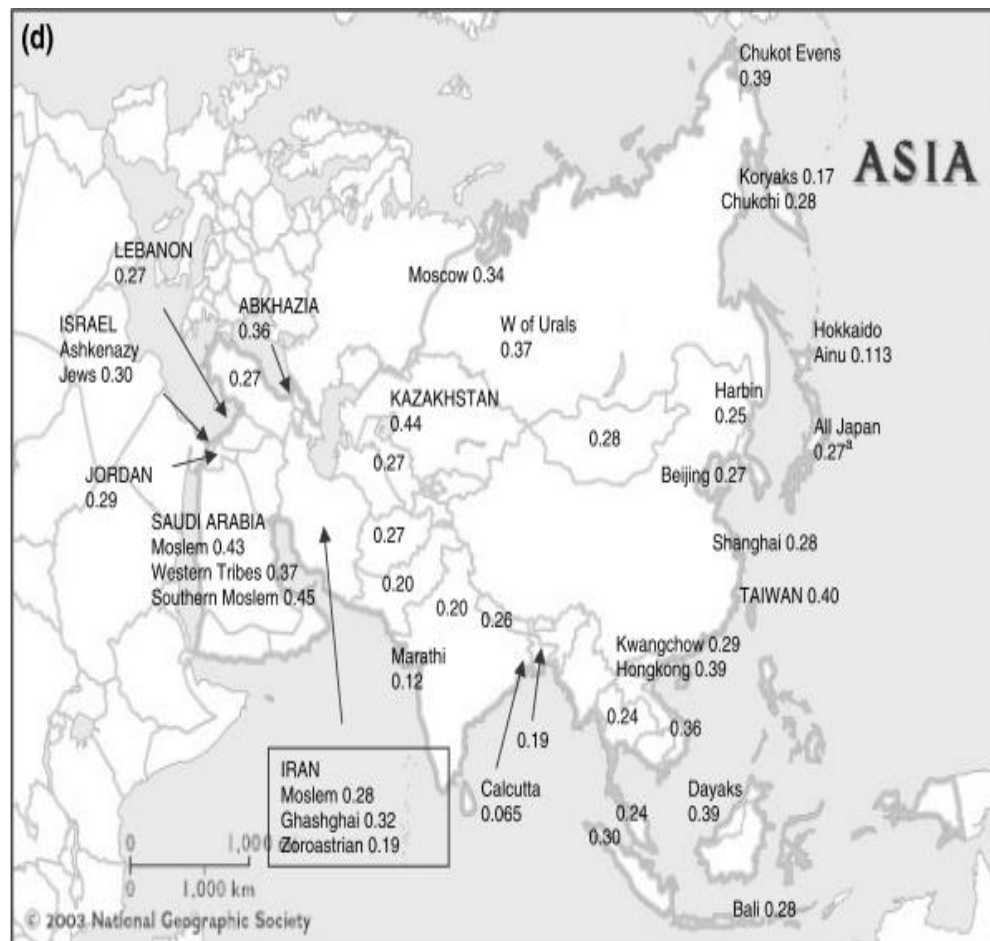 (d)
Chukot Evens
0.39
ASIA
Koryaks 0.17
Chukchi 0.28
LEBANON
0.27
Moscow 0.34
ABKHAZIA
0.36
W of Urals
0.37
ISRAEL
Ashkenazy
Jews 0.30
Hokkaido
Ainu 0.113
0.27
KAZAKHSTAN
0.44
Harbin
0.25
All Japan
0.27a
0.28
0.27
Beijing 0.27
JORDAN
0.29
SAUDI ARABIA
Moslem 0.43
Western Tribes 0.37
Southern Moslem 0.45
0.27
Shanghai 0.28
0.20
0.20
0.26
TAIWAN 0.40
Marathi
0.12
Kwangchow 0.29
Hongkong 0.39
0.24
0.36
0.19
IRAN
Moslem 0.28
Ghashghai 0.32
Zoroastrian 0.19
Calcutta
0.065
Dayaks
0.39
0.24
0.30
0
1,000 mi
0
1,000 km
Bali 0.28
© 2003 National Geographic Society